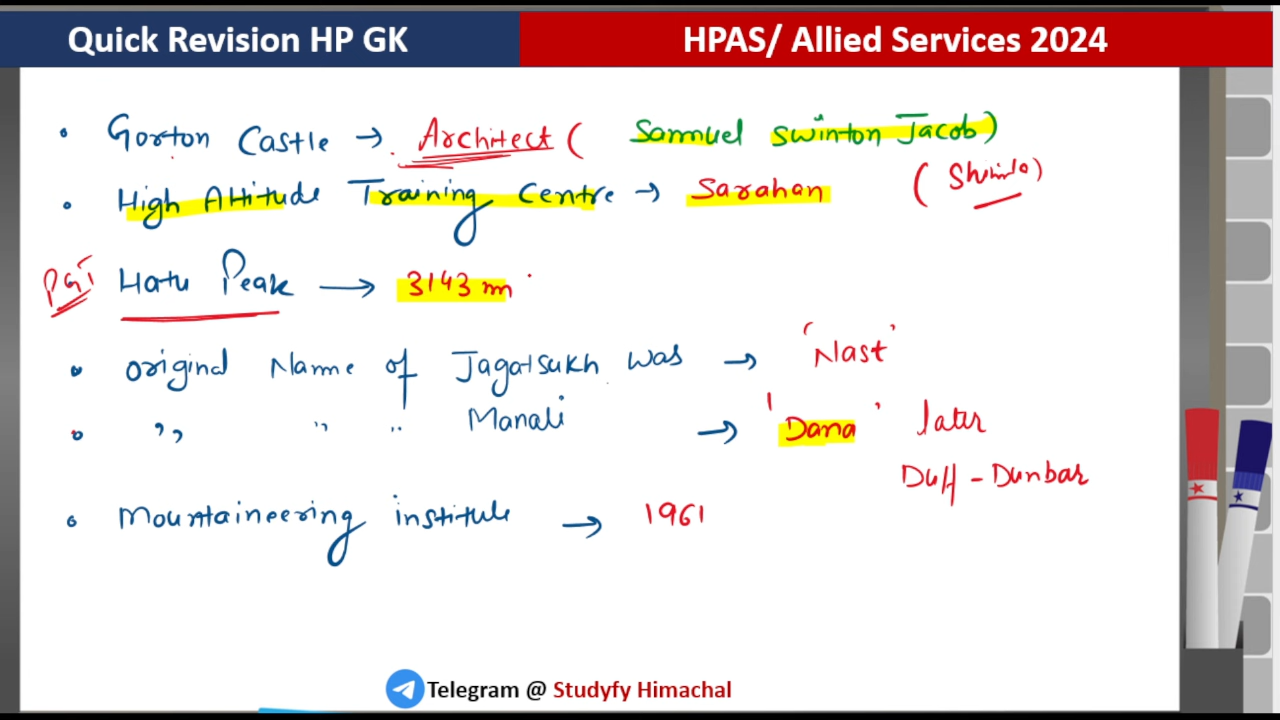 Quick Revision HP GK
HPAS/ Allied Services 2024
• Gorton Castle → Architect ( Samuel Swinton Jacob)
• High Altitude Training Centre → Sarahan ( Shimla)
PGT Hatu Peak → 3143 m
• original Name of Jagatsukh was → 'Nast'
• ,, ,, ,, Manali → 'Dana' later
Duff - Dunbar
• Mountaineering institute → 1961
Telegram @ Studyfy Himachal